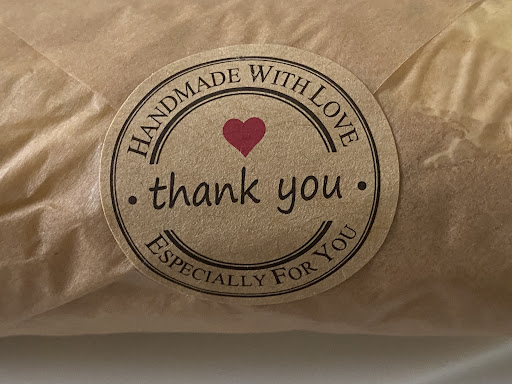 HANDMADE WITH LOVE
thank you
ESPECIALLY FOR YOU